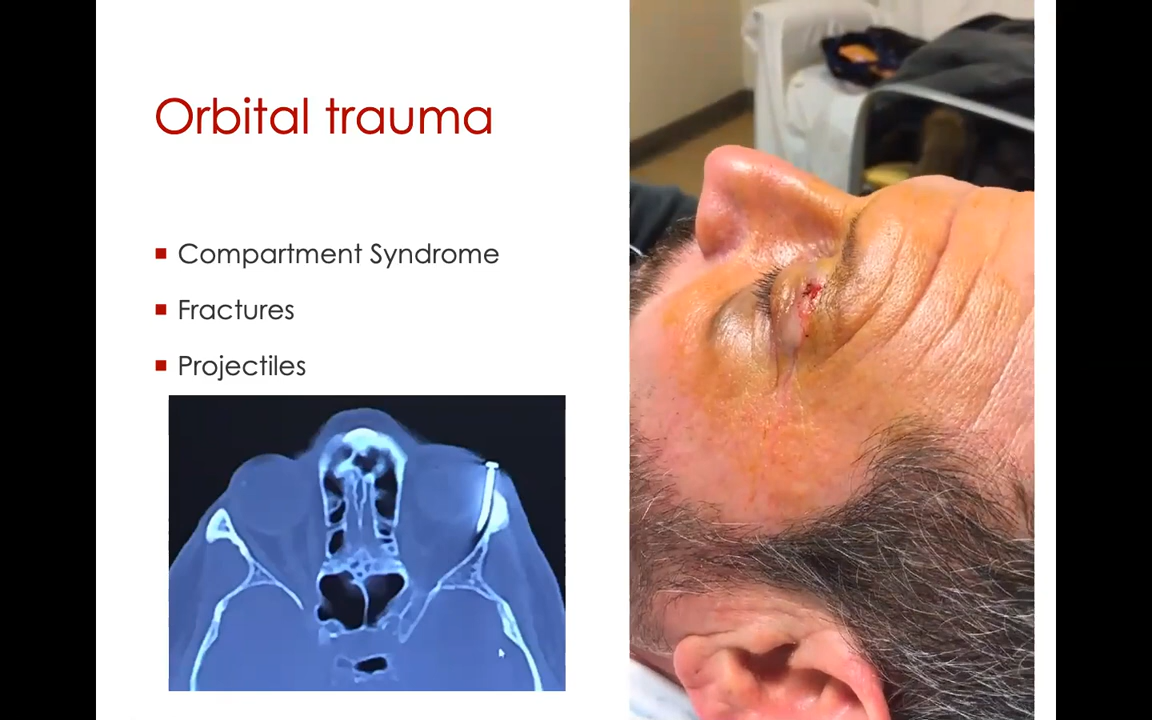 Orbital trauma
Compartment Syndrome
Fractures
Projectiles